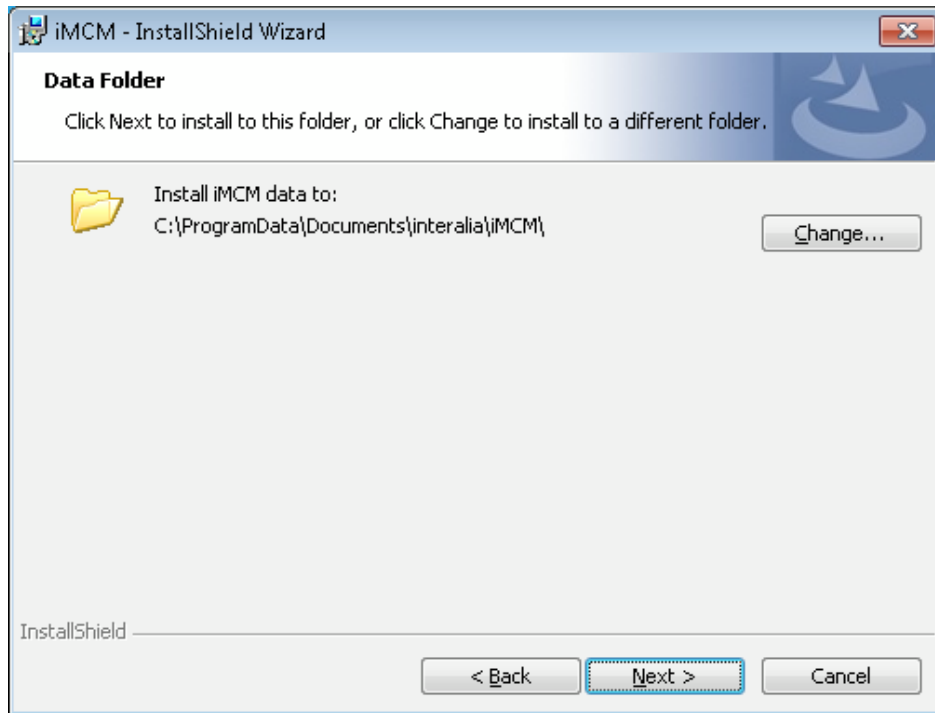 iMCM - InstallShield Wizard
Data Folder
Click Next to install to this folder, or click Change to install to a different folder.
Install iMCM data to:
C:\ProgramData\Documents\interalia\iMCM\
Change...
InstallShield
< Back
Next >
Cancel